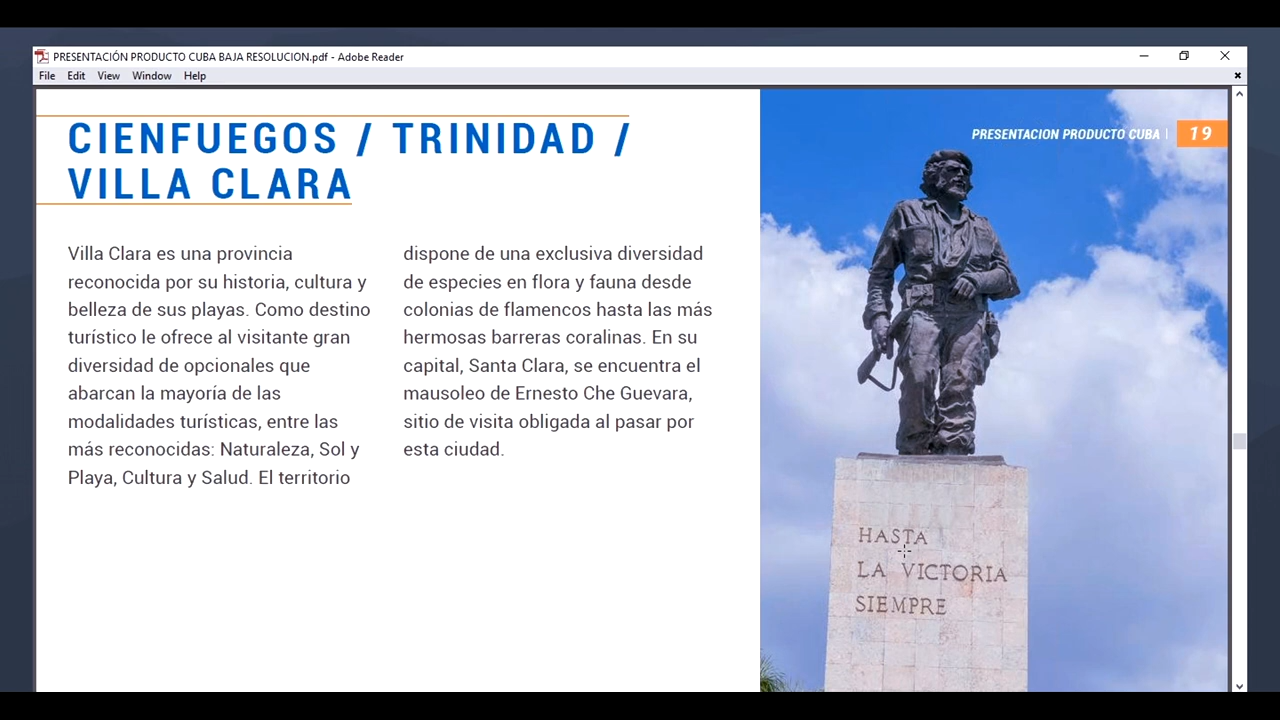 PRESENTACIÓN PRODUCTO CUBA BAJA RESOLUCION.pdf - Adobe Reader
File Edit View Window Help
CIENFUEGOS / TRINIDAD /
VILLA CLARA
PRESENTACION PRODUCTO CUBA | 19
Villa Clara es una provincia
reconocida por su historia, cultura y
belleza de sus playas. Como destino
turístico le ofrece al visitante gran
diversidad de opcionales que
abarcan la mayoría de las
modalidades turísticas, entre las
más reconocidas: Naturaleza, Sol y
Playa, Cultura y Salud. El territorio
dispone de una exclusiva diversidad
de especies en flora y fauna desde
colonias de flamencos hasta las más
hermosas barreras coralinas. En su
capital, Santa Clara, se encuentra el
mausoleo de Ernesto Che Guevara,
sitio de visita obligada al pasar por
esta ciudad.
HASTA
LA VICTORIA
SIEMPRE